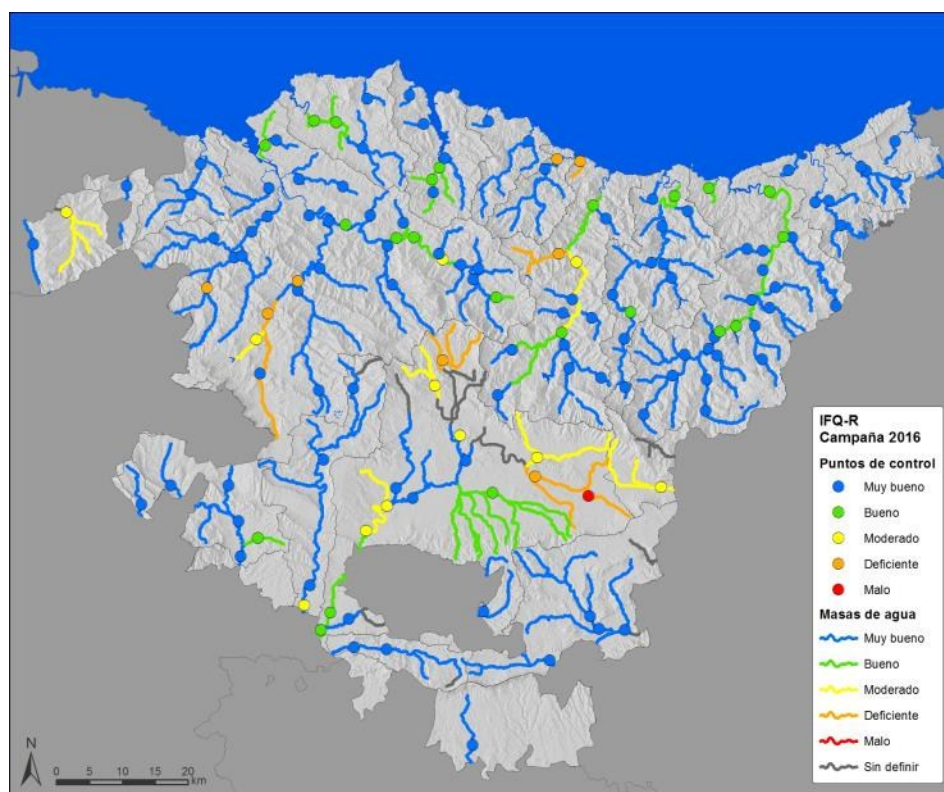 IFQ-R
Campaña 2016
Puntos de control
Muy bueno
Bueno
Moderado
Deficiente
Malo
Masas de agua
Muy bueno
Bueno
Moderado
Deficiente
Malo
Sin definir
N
0 5 10 15 20
km